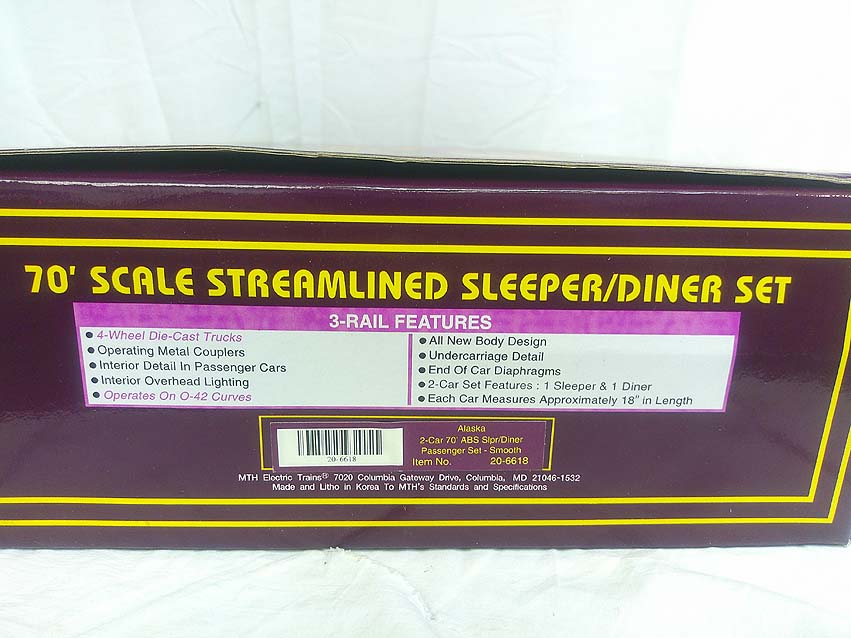 70' SCALE STREAMLINED SLEEPER/DINER SET
3-RAIL FEATURES
• 4-Wheel Die-Cast Trucks
• Operating Metal Couplers
• Interior Detail In Passenger Cars
• Interior Overhead Lighting
• Operates On O-42 Curves
• All New Body Design
• Undercarriage Detail
• End Of Car Diaphragms
• 2-Car Set Features : 1 Sleeper & 1 Diner
• Each Car Measures Approximately 18" in Length
20-6618
Alaska
2-Car 70' ABS Slpr/Diner
Passenger Set - Smooth
Item No. 20-6618
MTH Electric Trains® 7020 Columbia Gateway Drive, Columbia, MD 21046-1532
Made and Litho in Korea To MTH's Standards and Specifications